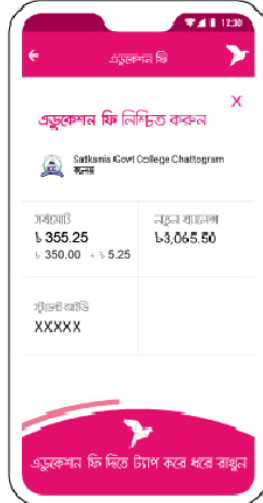 12:30
এডুকেশন ফি
এডুকেশন ফি নিশ্চিত করুন
X
Satkania Govt College Chattogram
কলেজ
সর্বমোট
৳ 355.25
৳ 350.00 + ৳ 5.25
নতুন ব্যালেন্স
৳3,065.50
স্টুডেন্ট আইডি
XXXXX
এডুকেশন ফি দিতে ট্যাপ করে ধরে রাখুন